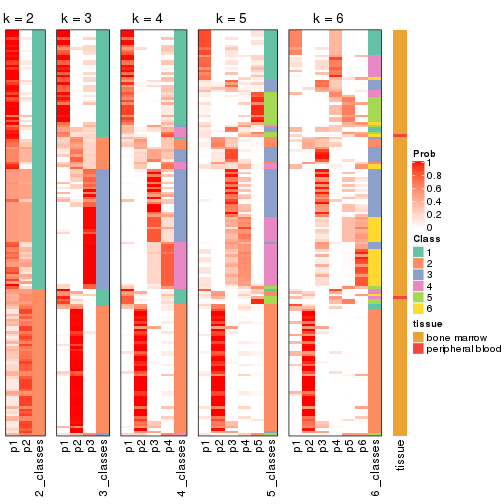 k = 2 k = 3 k = 4 k = 5 k = 6
Prob
1
0.8
0.6
0.4
0.2
0
Class
1
2
3
4
5
6
tissue
bone marrow
peripheral blood
p1 p2 2_classes p1 p2 p3 3_classes p1 p2 p3 p4 4_classes p1 p2 p3 p4 p5 5_classes p1 p2 p3 p4 p5 p6 6_classes tissue